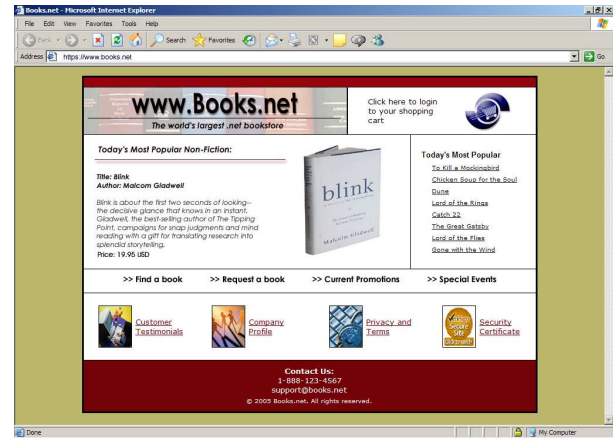 Books.net - Microsoft Internet Explorer
File Edit View Favorites Tools Help
Back Search Favorites
Address https://www.books.net Go
www.Books.net
The world's largest .net bookstore
Click here to login
to your shopping
cart
Today's Most Popular Non-Fiction:
Title: Blink
Author: Malcom Gladwell
Blink is about the first two seconds of looking--
the decisive glance that knows in an instant.
Gladwell, the best-selling author of The Tipping
Point, campaigns for snap judgments and mind
reading with a gift for translating research into
splendid storytelling.
Price: 19.95 USD
blink
Malcolm Gladwell
Today's Most Popular
To Kill a Mockingbird
Chicken Soup for the Soul
Dune
Lord of the Rings
Catch 22
The Great Gatsby
Lord of the Flies
Gone with the Wind
>> Find a book >> Request a book >> Current Promotions >> Special Events
Customer
Testimonials
Company
Profile
Privacy and
Terms
Secure
Site
Security
Certificate
Contact Us:
1-888-123-4567
support@books.net
© 2005 Books.net. All rights reserved.
Done My Computer